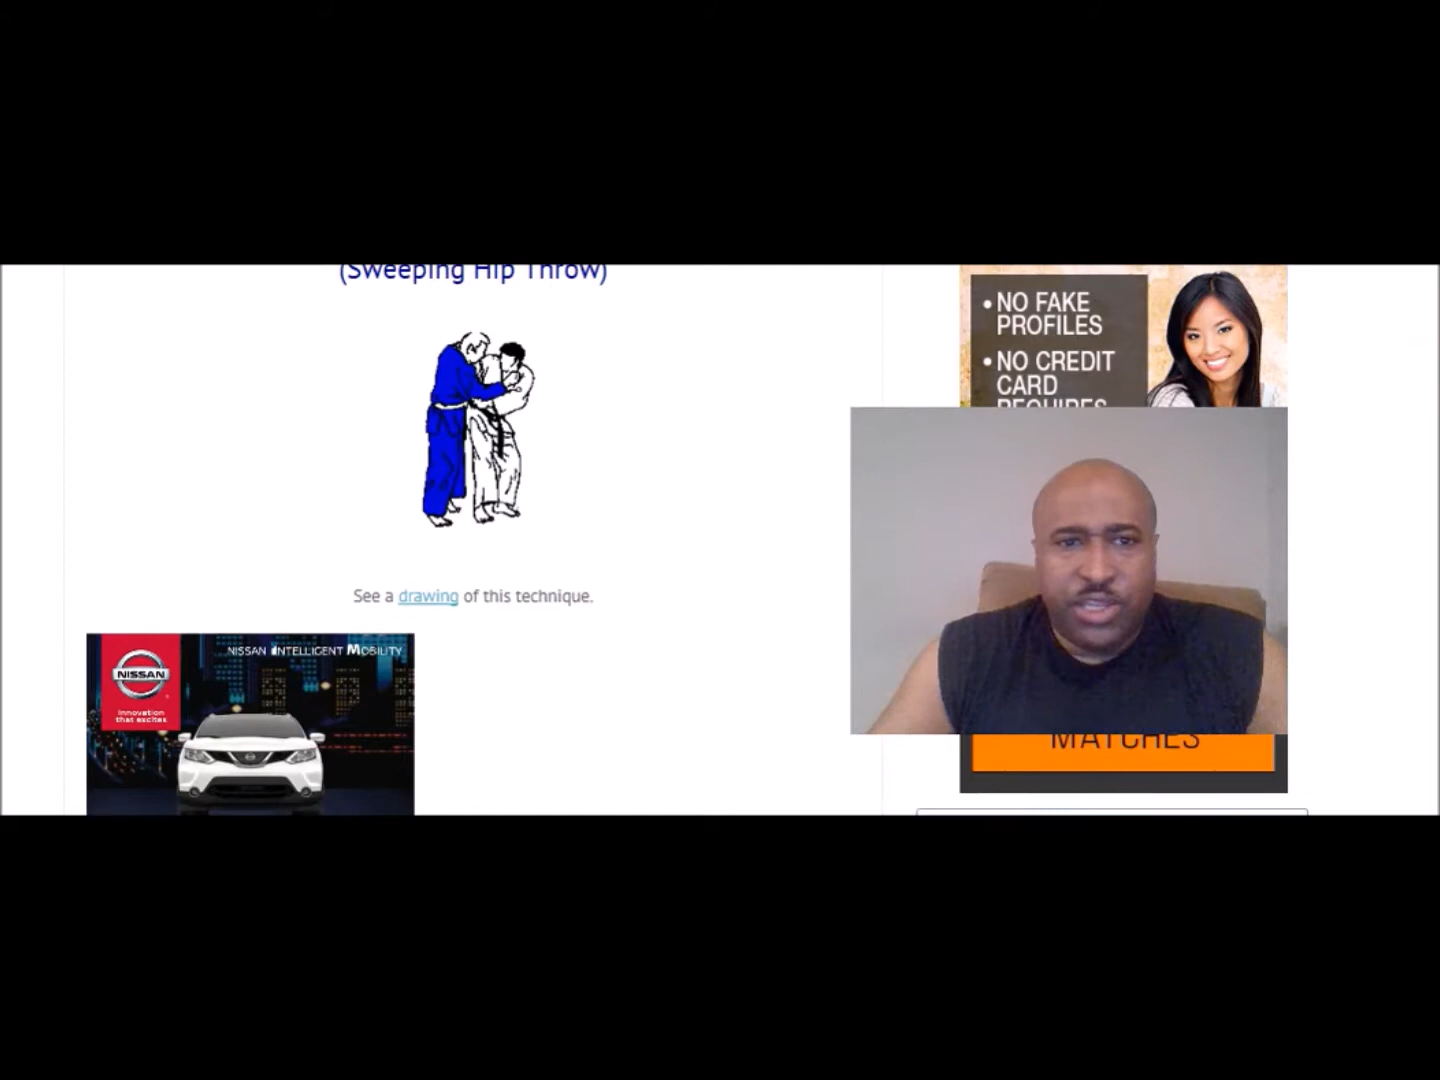 (Sweeping Hip Throw)
See a drawing of this technique.
NISSAN INTELLIGENT MOBILITY
NISSAN
Innovation
that excites
• NO FAKE
PROFILES
• NO CREDIT
CARD
REQUIRES
MATCHES